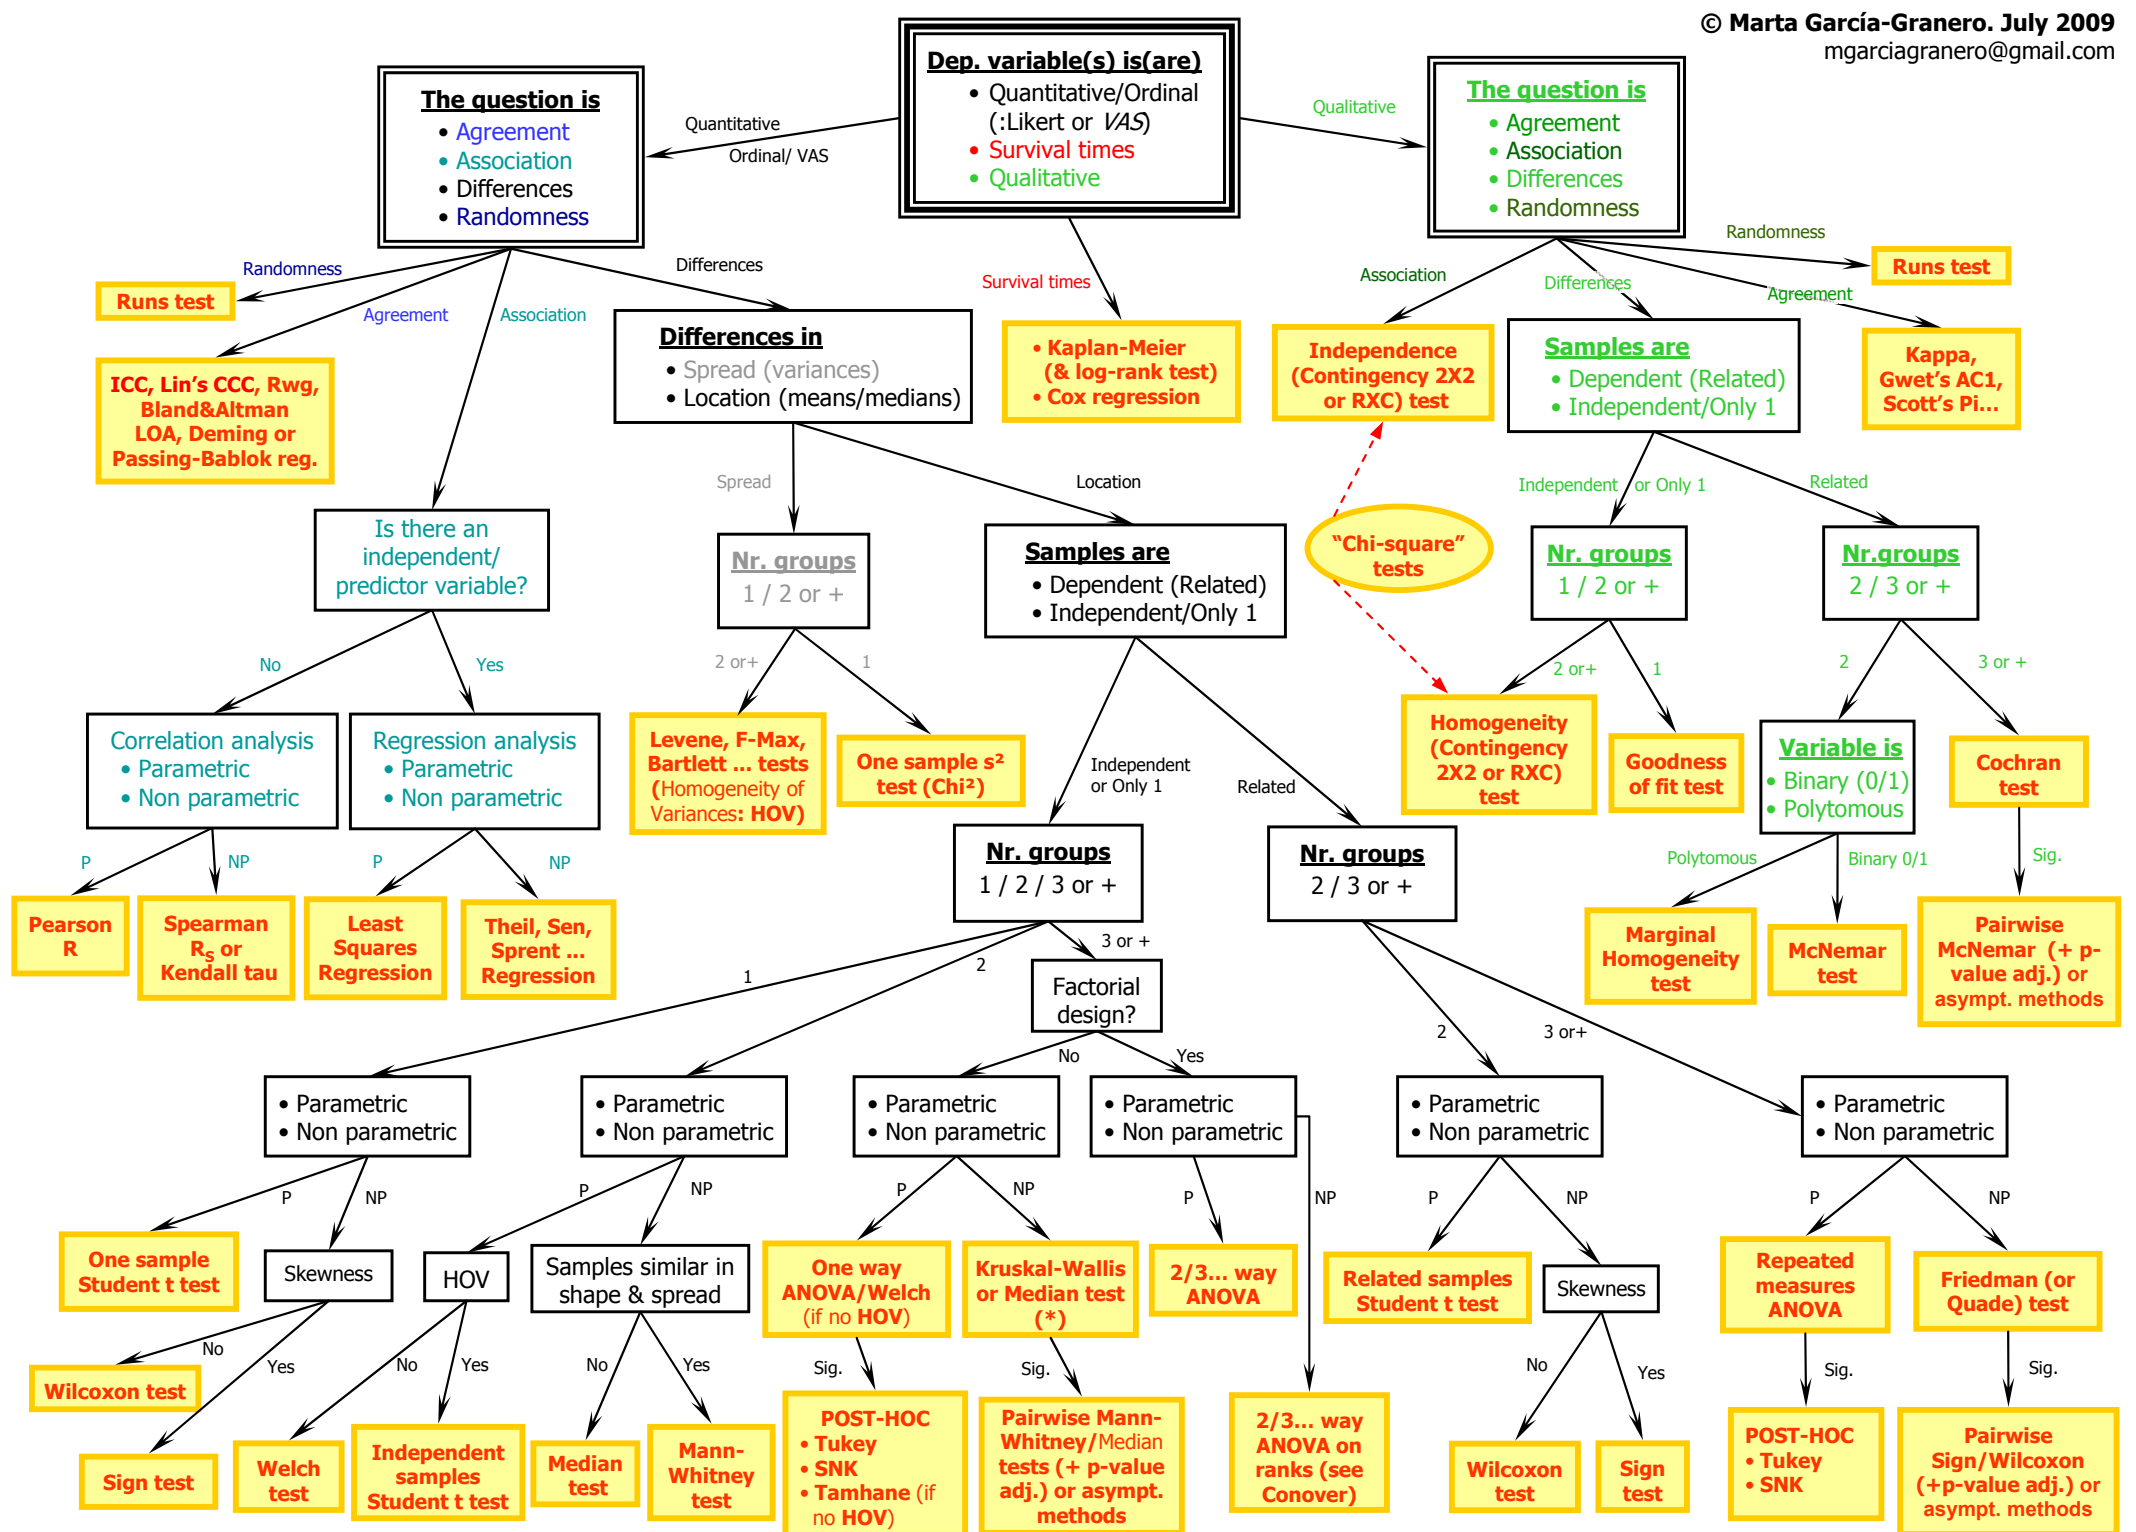 © Marta García-Granero. July 2009
mgarciagranero@gmail.com
Dep. variable(s) is(are)
• Quantitative/Ordinal
(:Likert or VAS)
• Survival times
• Qualitative
The question is
• Agreement
• Association
• Differences
• Randomness
Quantitative
Ordinal/ VAS
Qualitative
The question is
• Agreement
• Association
• Differences
• Randomness
Randomness
Agreement
Association
Differences
Survival times
Association
Differences
Agreement
Randomness
Runs test
ICC, Lin's CCC, Rwg,
Bland&Altman
LOA, Deming or
Passing-Bablok reg.
Differences in
• Spread (variances)
• Location (means/medians)
• Kaplan-Meier
(& log-rank test)
• Cox regression
Independence
(Contingency 2X2
or RXC) test
Samples are
• Dependent (Related)
• Independent/Only 1
Kappa,
Gwet's AC1,
Scott's Pi...
Runs test
Is there an
independent/
predictor variable?
Spread
Location
Nr. groups
1 / 2 or +
Samples are
• Dependent (Related)
• Independent/Only 1
"Chi-square"
tests
Independent or Only 1
Related
Nr. groups
1 / 2 or +
Nr.groups
2 / 3 or +
No
Yes
Correlation analysis
• Parametric
• Non parametric
Regression analysis
• Parametric
• Non parametric
2 or+
1
Levene, F-Max,
Bartlett ... tests
(Homogeneity of
Variances: HOV)
One sample s²
test (Chi²)
Independent
or Only 1
Related
2 or+
1
Homogeneity
(Contingency
2X2 or RXC)
test
Goodness
of fit test
2
3 or +
Variable is
• Binary (0/1)
• Polytomous
Cochran
test
P
NP
P
NP
Pearson
R
Spearman
RS or
Kendall tau
Least
Squares
Regression
Theil, Sen,
Sprent ...
Regression
Nr. groups
1 / 2 / 3 or +
Nr. groups
2 / 3 or +
Polytomous
Binary 0/1
Sig.
Marginal
Homogeneity
test
McNemar
test
Pairwise
McNemar (+ p-
value adj.) or
asympt. methods
1
2
3 or +
Factorial
design?
No
Yes
2
3 or+
• Parametric
• Non parametric
• Parametric
• Non parametric
• Parametric
• Non parametric
• Parametric
• Non parametric
• Parametric
• Non parametric
• Parametric
• Non parametric
P
NP
P
NP
P
NP
P
NP
P
NP
P
NP
One sample
Student t test
Skewness
HOV
Samples similar in
shape & spread
One way
ANOVA/Welch
(if no HOV)
Kruskal-Wallis
or Median test
(*)
2/3... way
ANOVA
Related samples
Student t test
Skewness
Repeated
measures
ANOVA
Friedman (or
Quade) test
No
Yes
No
Yes
No
Yes
Sig.
Sig.
No
Yes
Sig.
Sig.
Wilcoxon test
Sign test
Welch
test
Independent
samples
Student t test
Median
test
Mann-
Whitney
test
POST-HOC
• Tukey
• SNK
• Tamhane (if
no HOV)
Pairwise Mann-
Whitney/Median
tests (+ p-value
adj.) or asympt.
methods
2/3... way
ANOVA on
ranks (see
Conover)
Wilcoxon
test
Sign
test
POST-HOC
• Tukey
• SNK
Pairwise
Sign/Wilcoxon
(+p-value adj.) or
asympt. methods